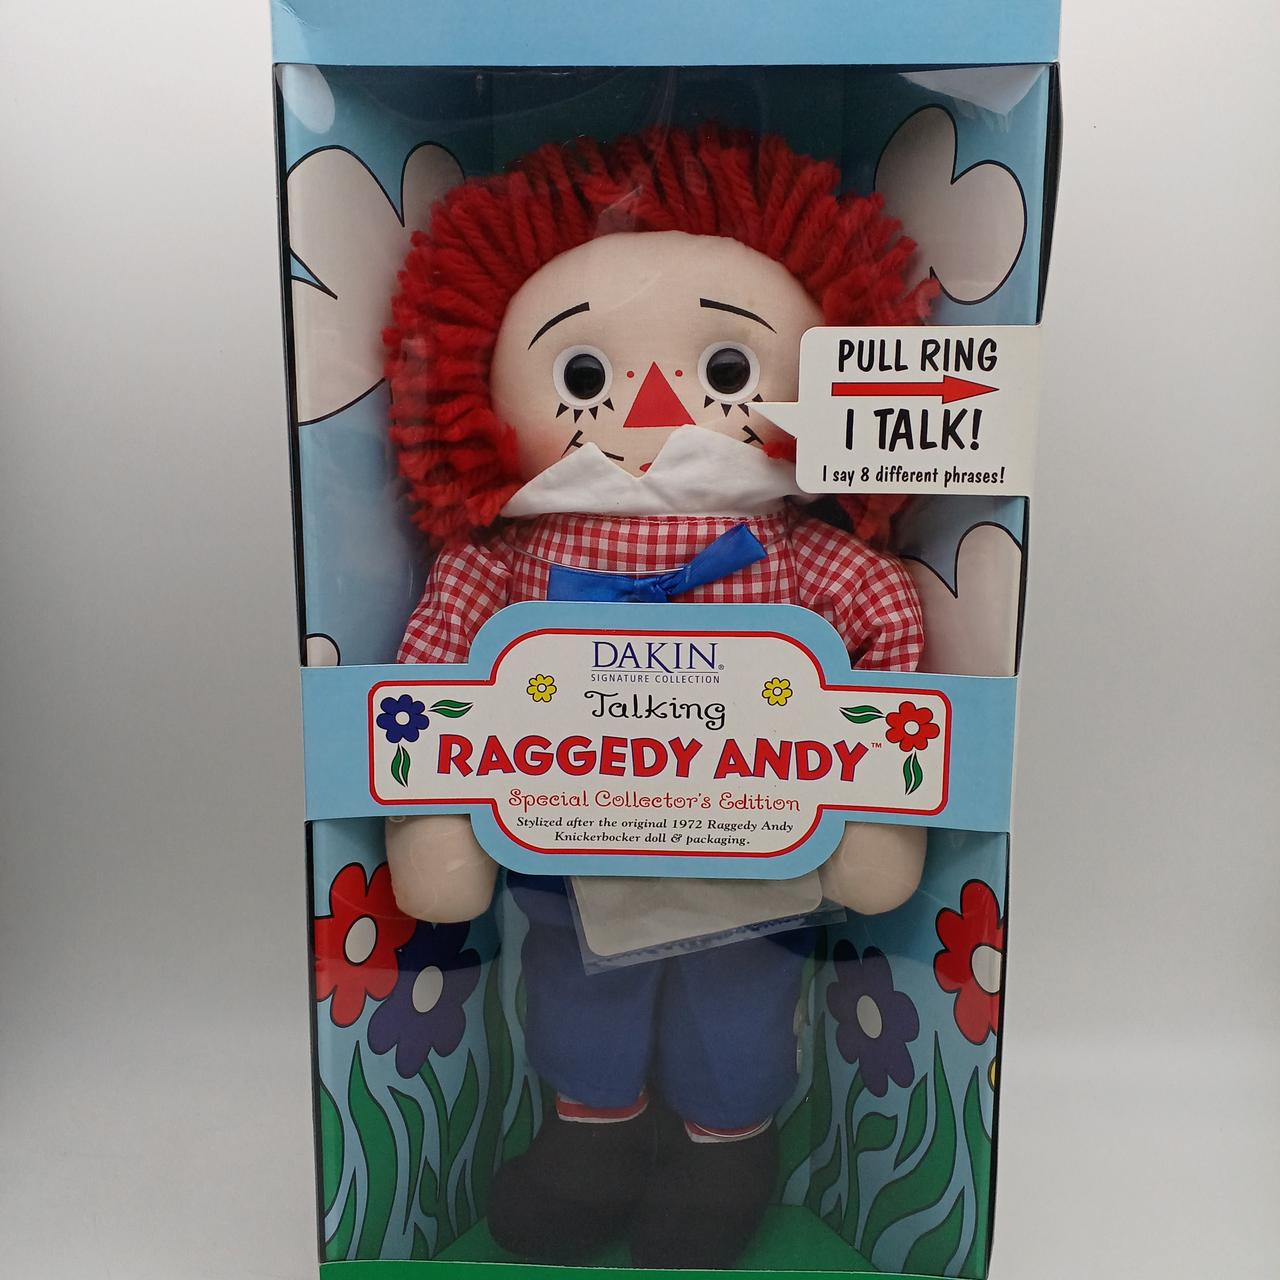 PULL RING
I TALK!
I say 8 different phrases!
DAKIN®
SIGNATURE COLLECTION
Talking
RAGGEDY ANDY™
Special Collector's Edition
Stylized after the original 1972 Raggedy Andy
Knickerbocker doll & packaging.